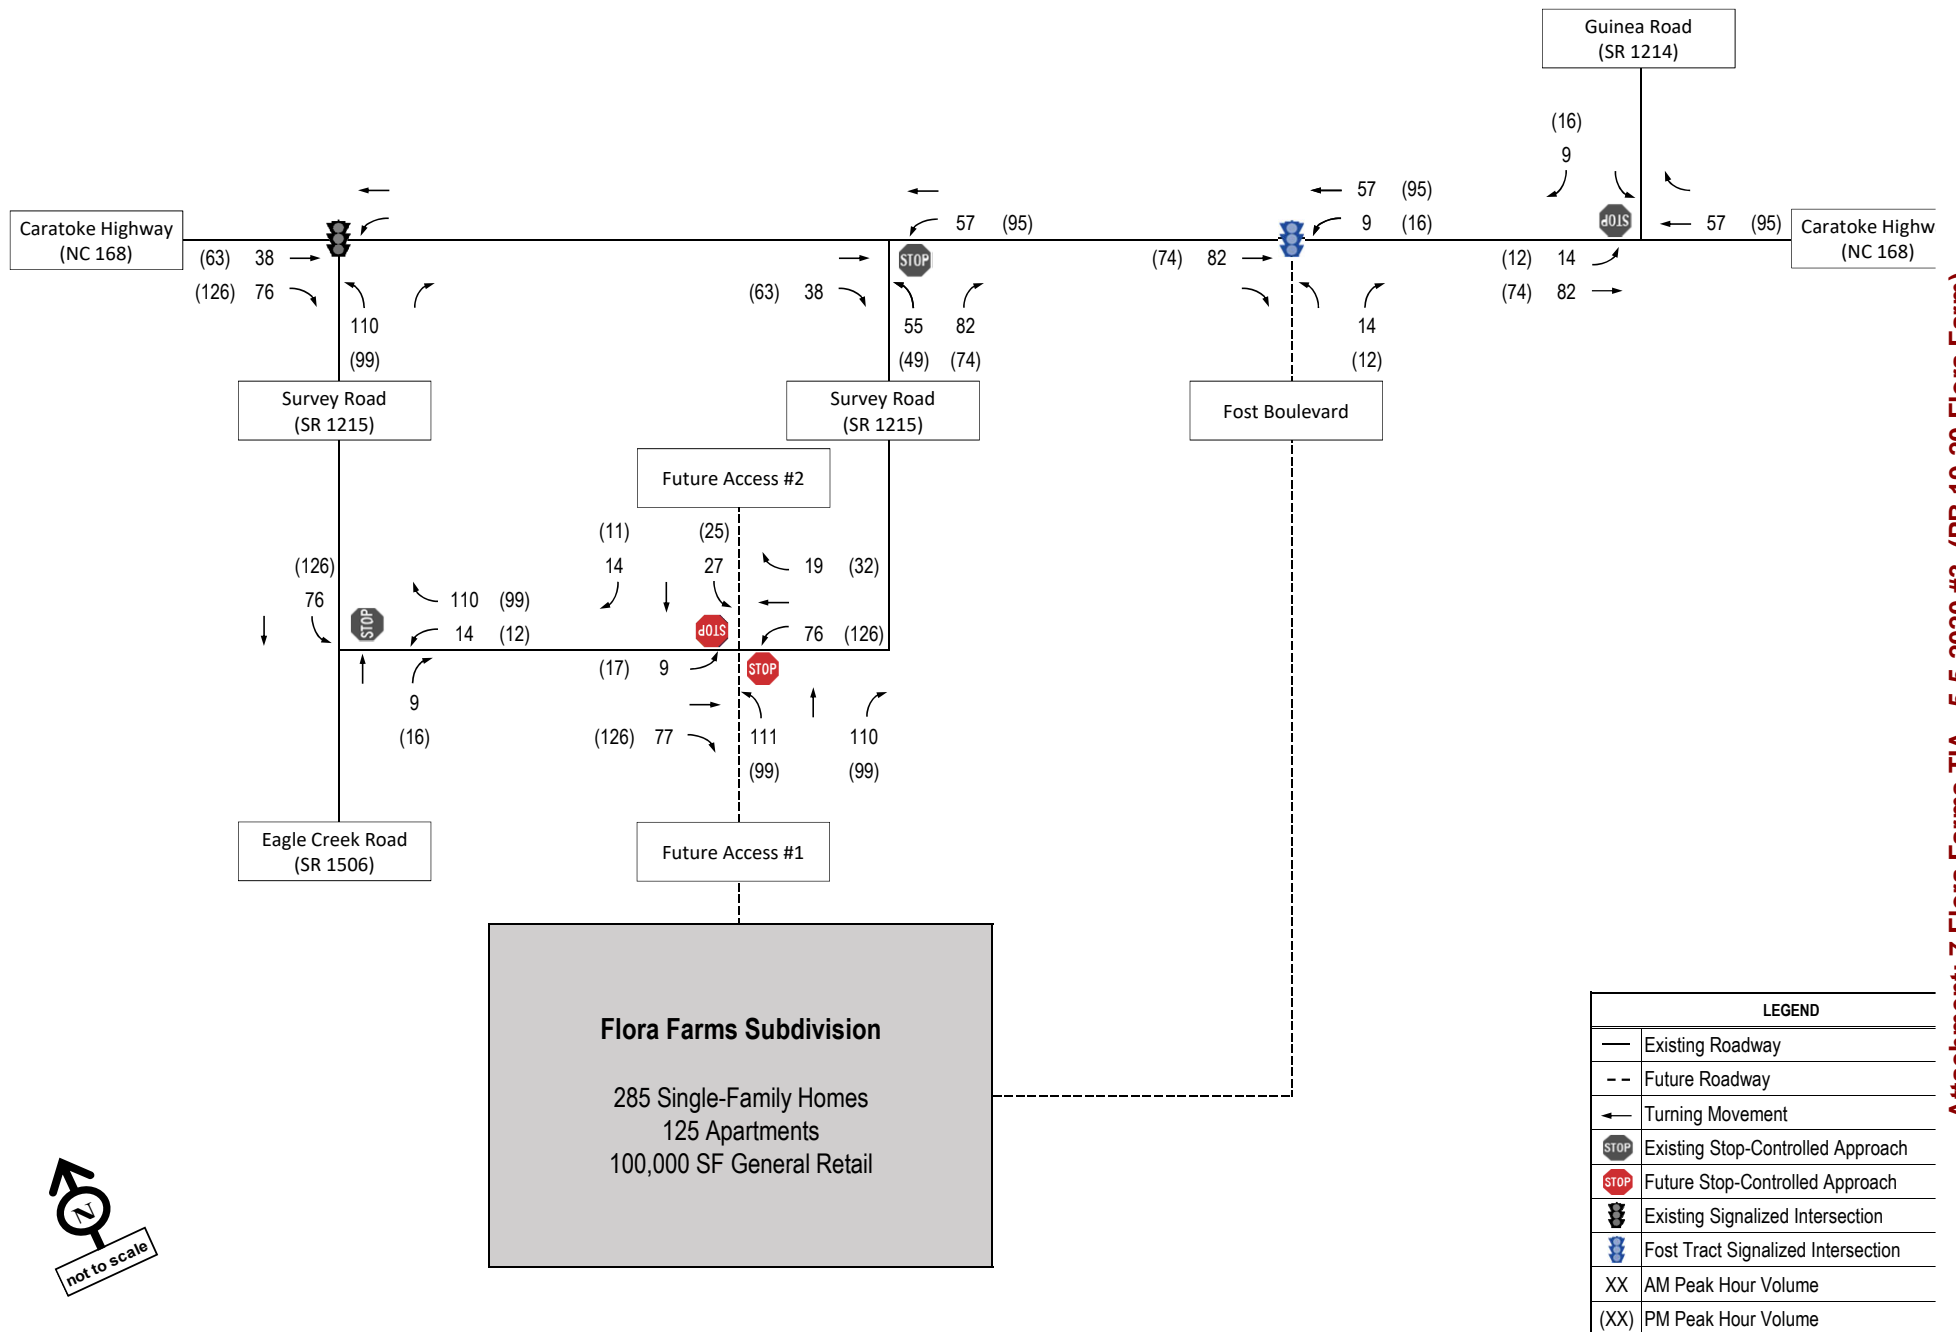 Guinea Road
(SR 1214)
(16)
9
57 (95)
57 (95)
9 (16)
STOP
57 (95)
Caratoke Highway
(NC 168)
Caratoke Highw
(NC 168)
(63) 38
(126) 76
STOP
(74) 82
(12) 14
(74) 82
(63) 38
110
(99)
55 82
(49) (74)
14
(12)
Survey Road
(SR 1215)
Survey Road
(SR 1215)
Fost Boulevard
Future Access #2
(11) (25)
14 27
19 (32)
(126)
76
110 (99)
14 (12)
STOP
STOP
76 (126)
(17) 9
STOP
9
(16)
(126) 77
111 110
(99) (99)
Eagle Creek Road
(SR 1506)
Future Access #1
Flora Farms Subdivision
285 Single-Family Homes
125 Apartments
100,000 SF General Retail
N
not to scale
LEGEND
Existing Roadway
Future Roadway
Turning Movement
STOP Existing Stop-Controlled Approach
STOP Future Stop-Controlled Approach
Existing Signalized Intersection
Fost Tract Signalized Intersection
XX AM Peak Hour Volume
(XX) PM Peak Hour Volume